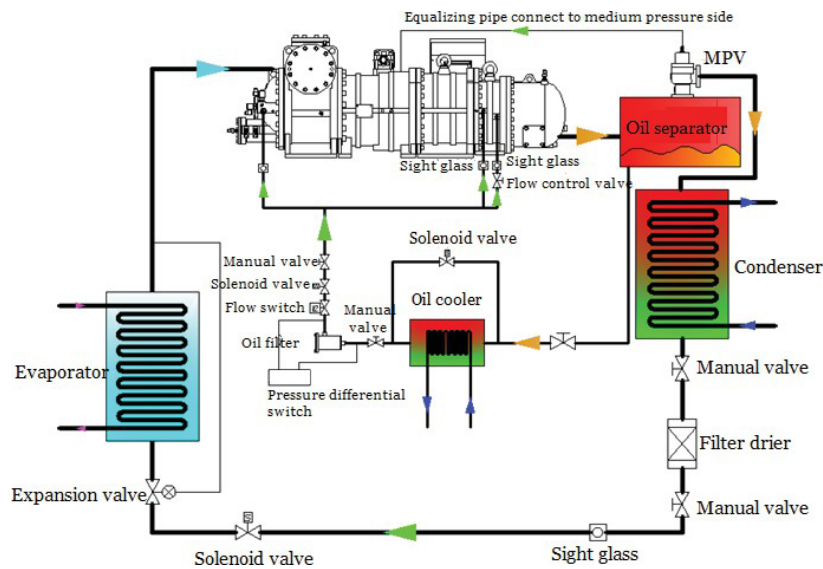 Equalizing pipe connect to medium pressure side
MPV
Oil separator
Sight glass
Sight glass
Flow control valve
Solenoid valve
Manual valve
Solenoid valve
Flow switch
Manual
valve
Oil cooler
Condenser
Oil filter
Evaporator
Pressure differential
switch
Manual valve
Filter drier
Expansion valve
Manual valve
Solenoid valve
Sight glass